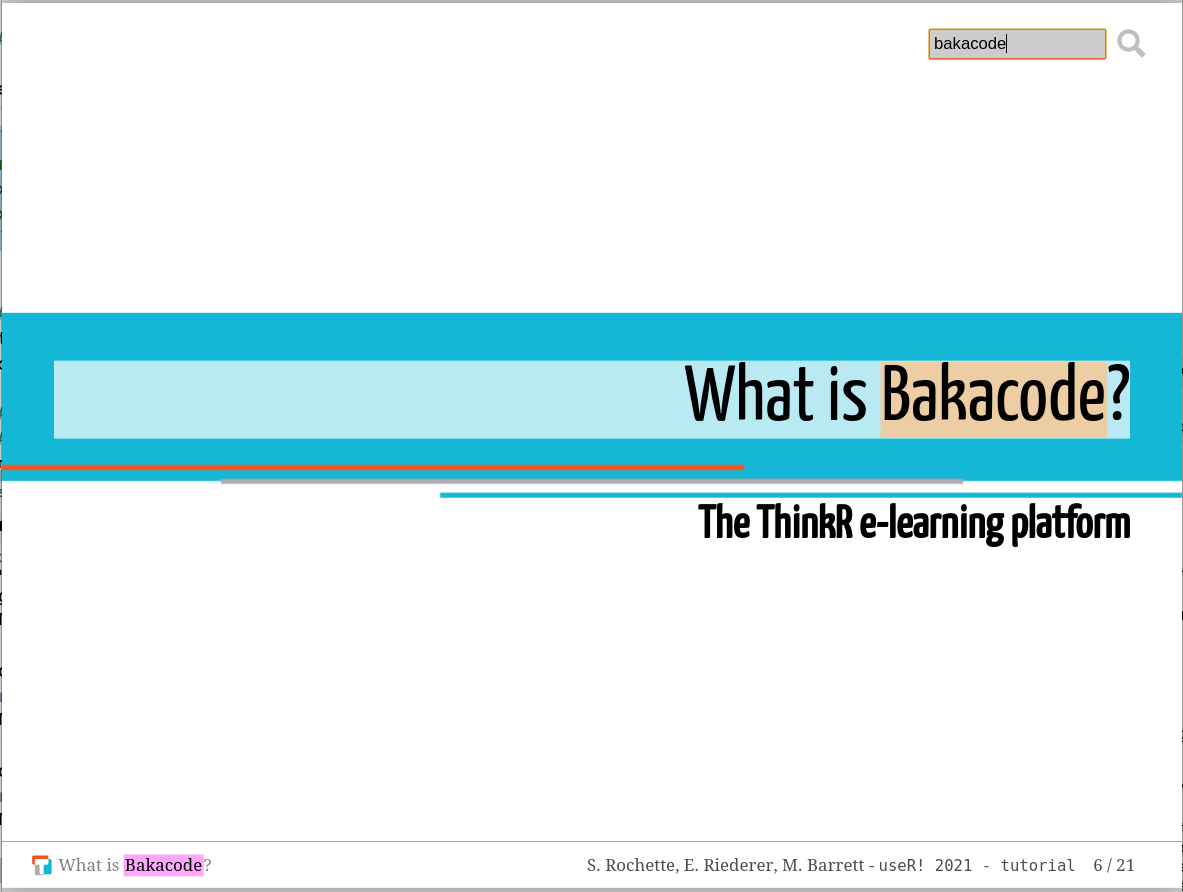 bakacode
What is Bakacode?
The ThinkR e-learning platform
What is Bakacode?
S. Rochette, E. Riederer, M. Barrett - useR! 2021 - tutorial 6 / 21